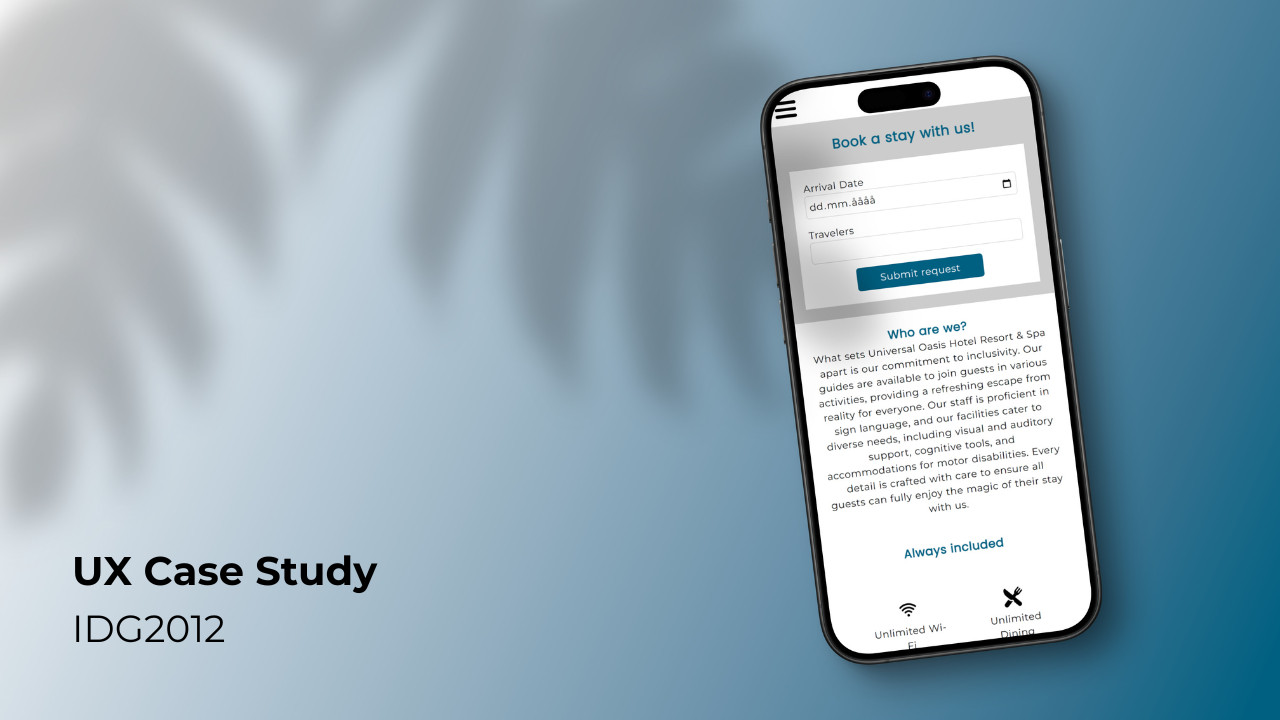 Book a stay with us!
Arrival Date
dd.mm.åååå
Travelers
Submit request
Who are we?
What sets Universal Oasis Hotel Resort & Spa
apart is our commitment to inclusivity. Our
guides are available to join guests in various
activities, providing a refreshing escape from
reality for everyone. Our staff is proficient in
sign language, and our facilities cater to
diverse needs, including visual and auditory
support, cognitive tools, and
accommodations for motor disabilities. Every
detail is crafted with care to ensure all
guests can fully enjoy the magic of their stay
with us.
Always included
Unlimited Wi-
Fi
Unlimited
Dining
UX Case Study
IDG2012